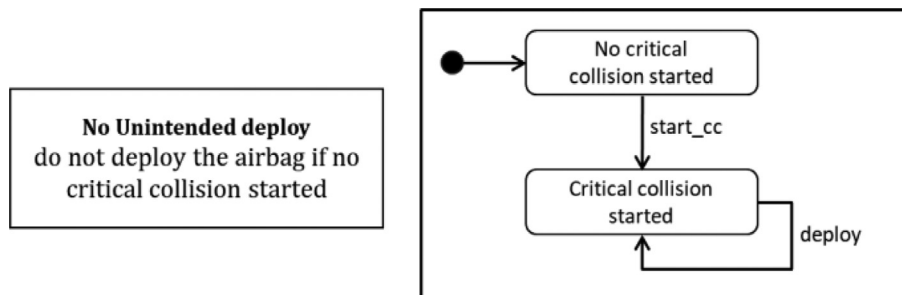 No Unintended deploy
do not deploy the airbag if no
critical collision started
No critical
collision started
start_cc
Critical collision
started
deploy